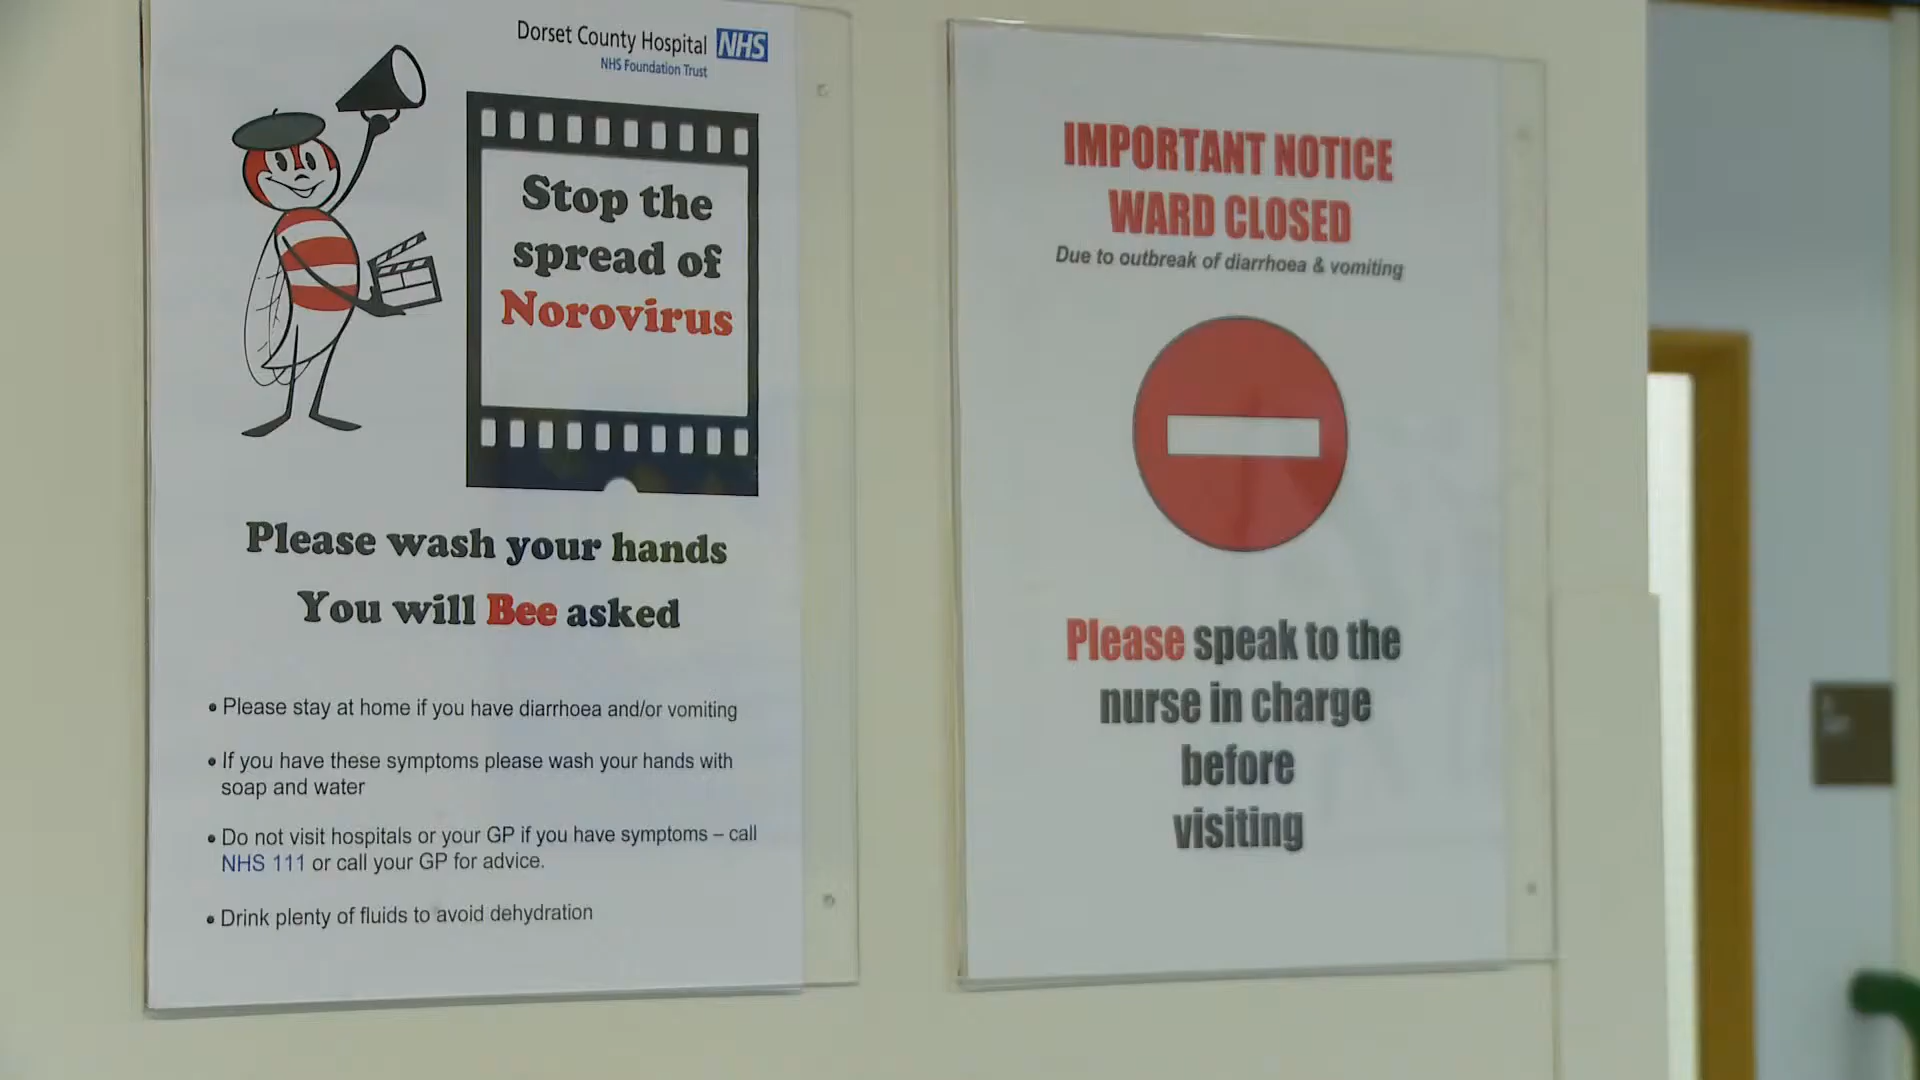 Dorset County Hospital NHS
NHS Foundation Trust
Stop the
spread of
Norovirus
Please wash your hands
You will Bee asked
• Please stay at home if you have diarrhoea and/or vomiting
• If you have these symptoms please wash your hands with
soap and water
• Do not visit hospitals or your GP if you have symptoms – call
NHS 111 or call your GP for advice.
• Drink plenty of fluids to avoid dehydration
IMPORTANT NOTICE
WARD CLOSED
Due to outbreak of diarrhoea & vomiting
Please speak to the
nurse in charge
before
visiting